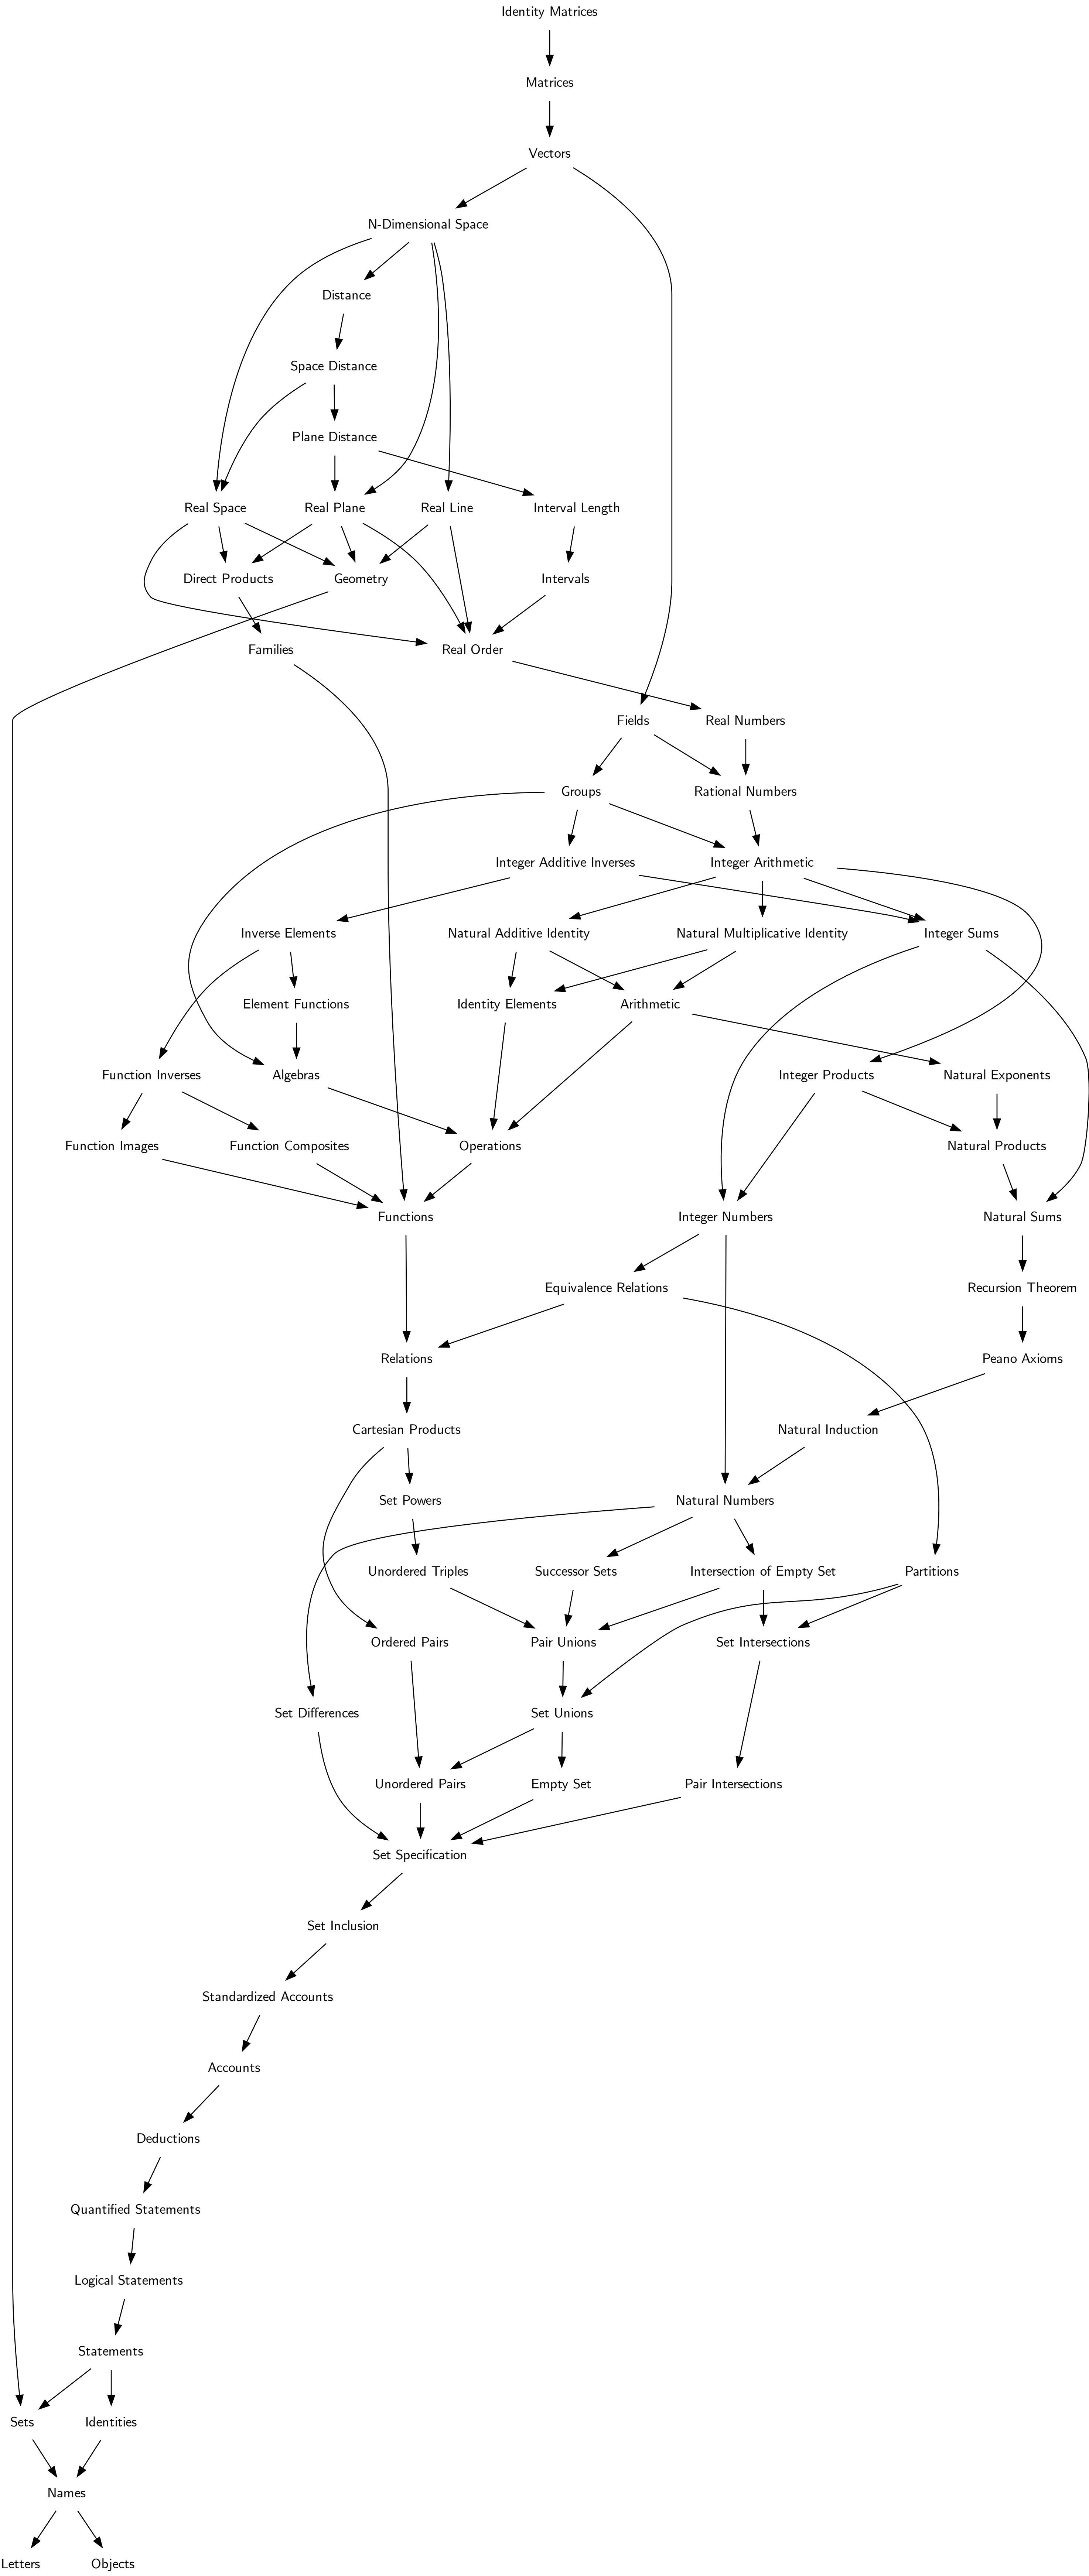 Identity Matrices
Matrices
Vectors
N-Dimensional Space
Distance
Space Distance
Plane Distance
Real Space
Real Plane
Real Line
Interval Length
Direct Products
Geometry
Intervals
Families
Real Order
Fields
Real Numbers
Groups
Rational Numbers
Integer Additive Inverses
Integer Arithmetic
Inverse Elements
Natural Additive Identity
Natural Multiplicative Identity
Integer Sums
Element Functions
Identity Elements
Arithmetic
Function Inverses
Algebras
Integer Products
Natural Exponents
Function Images
Function Composites
Operations
Natural Products
Functions
Integer Numbers
Natural Sums
Equivalence Relations
Recursion Theorem
Relations
Peano Axioms
Cartesian Products
Natural Induction
Set Powers
Natural Numbers
Unordered Triples
Successor Sets
Intersection of Empty Set
Partitions
Ordered Pairs
Pair Unions
Set Intersections
Set Differences
Set Unions
Unordered Pairs
Empty Set
Pair Intersections
Set Specification
Set Inclusion
Standardized Accounts
Accounts
Deductions
Quantified Statements
Logical Statements
Statements
Sets
Identities
Names
Letters
Objects